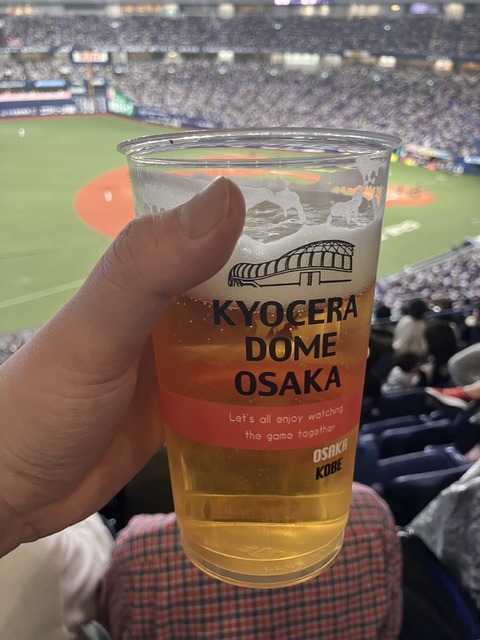 KYOCERA
DOME
OSAKA
Let's all enjoy watching
the game together
OSAKA
KOBE